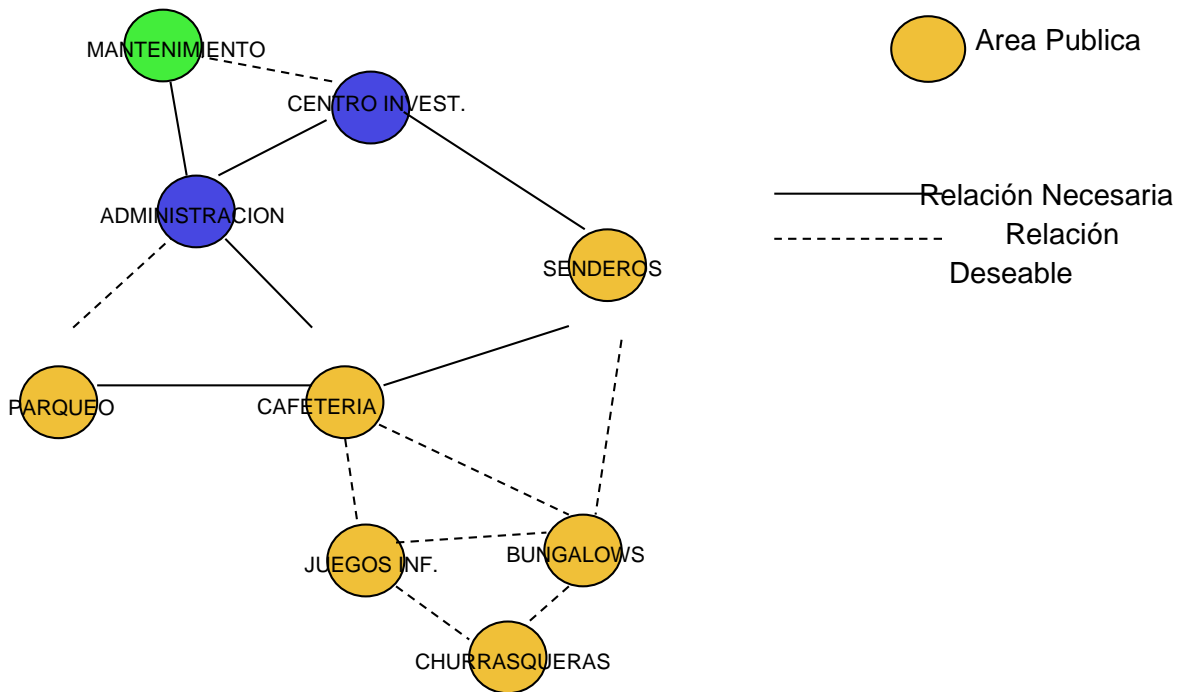 MANTENIMIENTO
Area Publica
CENTRO INVEST.
Relación Necesaria
ADMINISTRACION
Relación
Deseable
SENDEROS
PARQUEO
CAFETERIA
JUEGOS INF.
BUNGALOWS
CHURRASQUERAS